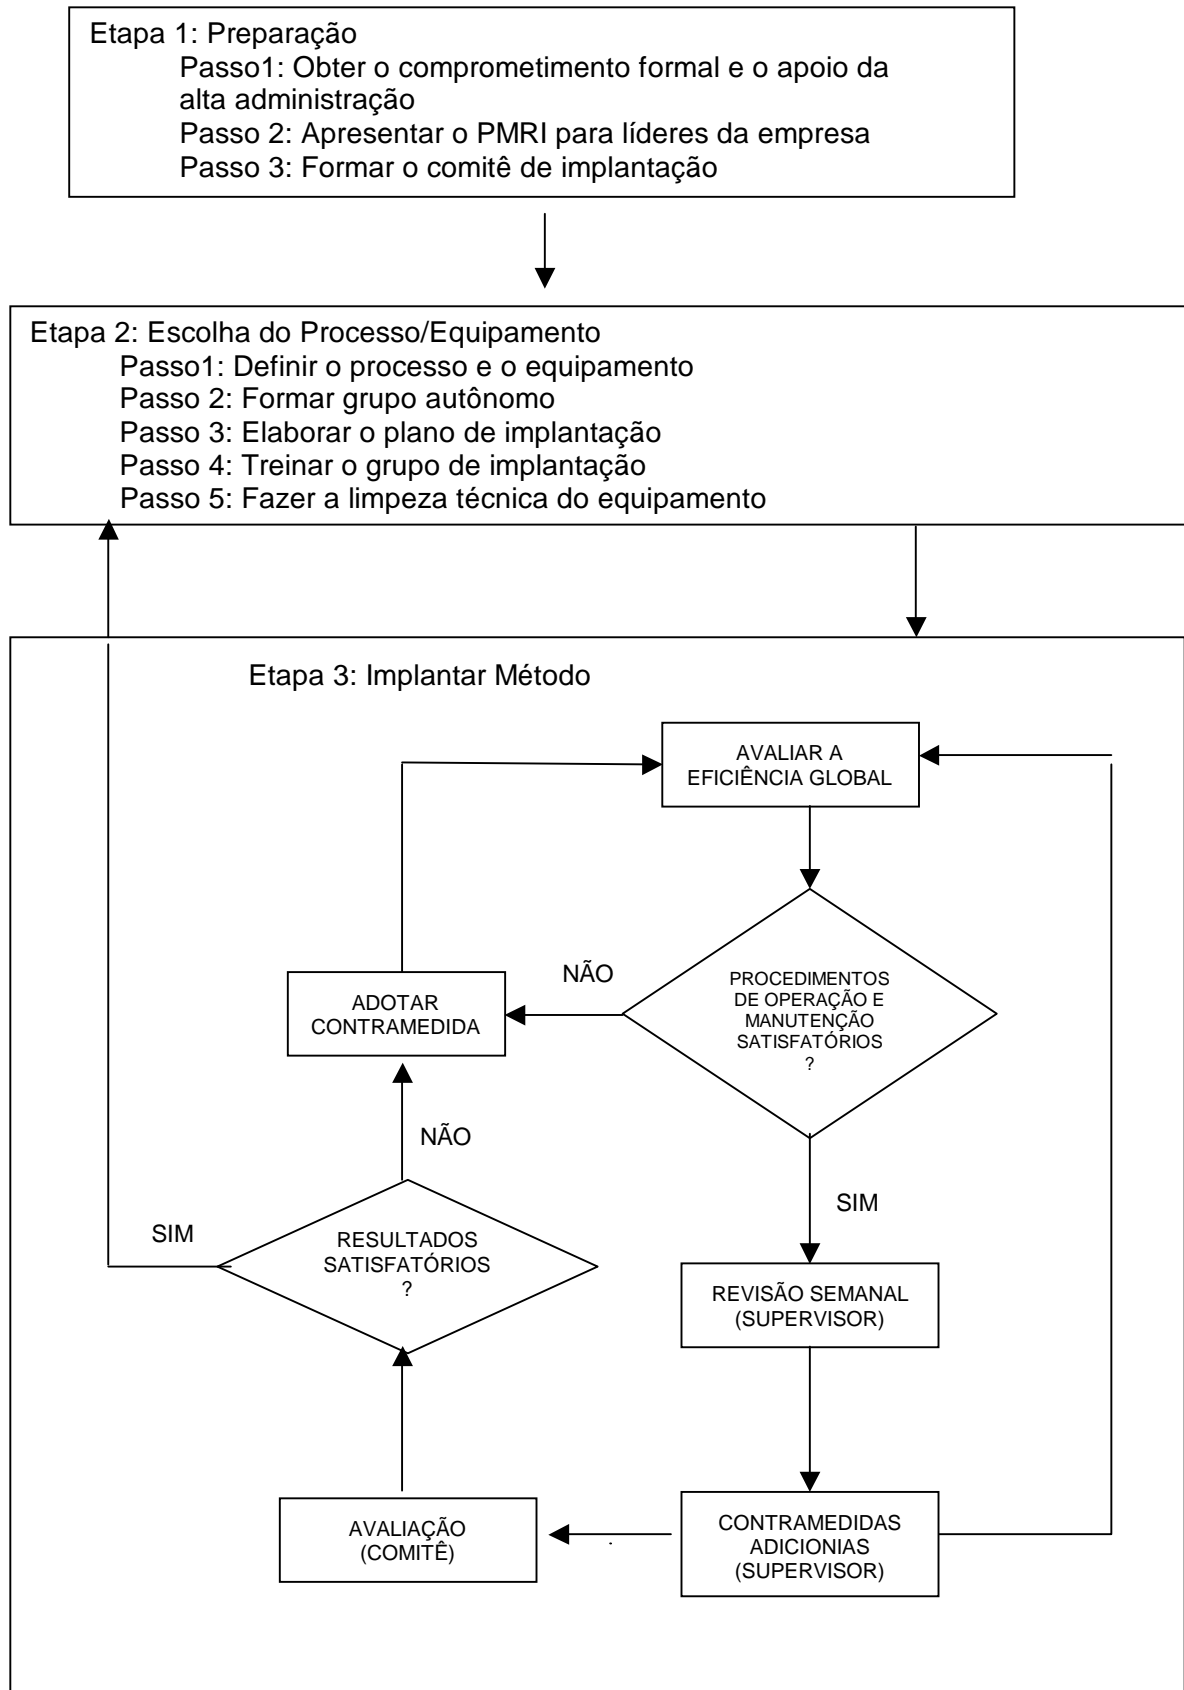 Etapa 1: Preparação
Passo1: Obter o comprometimento formal e o apoio da
alta administração
Passo 2: Apresentar o PMRI para líderes da empresa
Passo 3: Formar o comitê de implantação
Etapa 2: Escolha do Processo/Equipamento
Passo1: Definir o processo e o equipamento
Passo 2: Formar grupo autônomo
Passo 3: Elaborar o plano de implantação
Passo 4: Treinar o grupo de implantação
Passo 5: Fazer a limpeza técnica do equipamento
Etapa 3: Implantar Método
AVALIAR A
EFICIÊNCIA GLOBAL
PROCEDIMENTOS
DE OPERAÇÃO E
MANUTENÇÃO
SATISFATÓRIOS
?
NÃO
ADOTAR
CONTRAMEDIDA
NÃO
SIM
SIM
RESULTADOS
SATISFATÓRIOS
?
REVISÃO SEMANAL
(SUPERVISOR)
CONTRAMEDIDAS
ADICIONIAS
(SUPERVISOR)
AVALIAÇÃO
(COMITÊ)